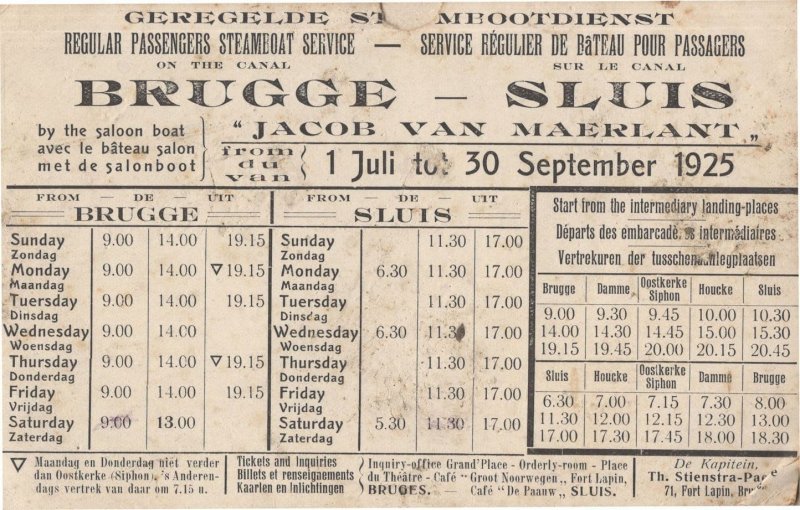 GEREGELDE ST MBOOTDIENST
REGULAR PASSENGERS STEAMBOAT SERVICE — SERVICE RÉGULIER DE BâTEAU POUR PASSAGERS
ON THE CANAL SUR LE CANAL
BRUGGE – SLUIS
by the saloon boat
avec le bâteau salon
met de salonboot
"JACOB VAN MAERLANT"
from
du
van
1 Juli tot 30 September 1925
FROM — DE — UIT
BRUGGE
Sunday 9.00 14.00 19.15
Zondag
Monday 9.00 14.00 ▽19.15
Maandag
Tuersday 9.00 14.00 19.15
Dinsdag
Wednesday 9.00 14.00
Woensdag
Thursday 9.00 14.00 ▽19.15
Donderdag
Friday 9.00 14.00 19.15
Vrijdag
Saturday 9.00 13.00
Zaterdag
FROM — DE — UIT
SLUIS
Sunday 11.30 17.00
Zondag
Monday 6.30 11.30 17.00
Maandag
Tuersday 11.30 17.00
Dinsdag
Wednesday 6.30 11.30 17.00
Woensdag
Thursday 11.30 17.00
Donderdag
Friday 11.30 17.00
Vrijdag
Saturday 5.30 11.30 17.00
Zaterdag
Start from the intermediary landing-places
Départs des embarcadères intermédiaires
Vertrekuren der tusschenaanlegplaatsen
Brugge Damme Oostkerke Siphon Houcke Sluis
9.00 9.30 9.45 10.00 10.30
14.00 14.30 14.45 15.00 15.30
19.15 19.45 20.00 20.15 20.45
Sluis Houcke Oostkerke Siphon Damme Brugge
6.30 7.00 7.15 7.30 8.00
11.30 12.00 12.15 12.30 13.00
17.00 17.30 17.45 18.00 18.30
▽ Maandag en Donderdag niet verder
dan Oostkerke (Siphon), 's Anderen-
dags vertrek van daar om 7.15 u.
Tickets and Inquiries
Billets et renseignements
Kaarten en Inlichtingen
Inquiry-office Grand'Place - Orderly-room - Place
du Théâtre - Café "Groot Noorwegen", Fort Lapin,
BRUGES. — Café "De Paauw", SLUIS.
De Kapitein,
Th. Stienstra-Page
71, Fort Lapin,